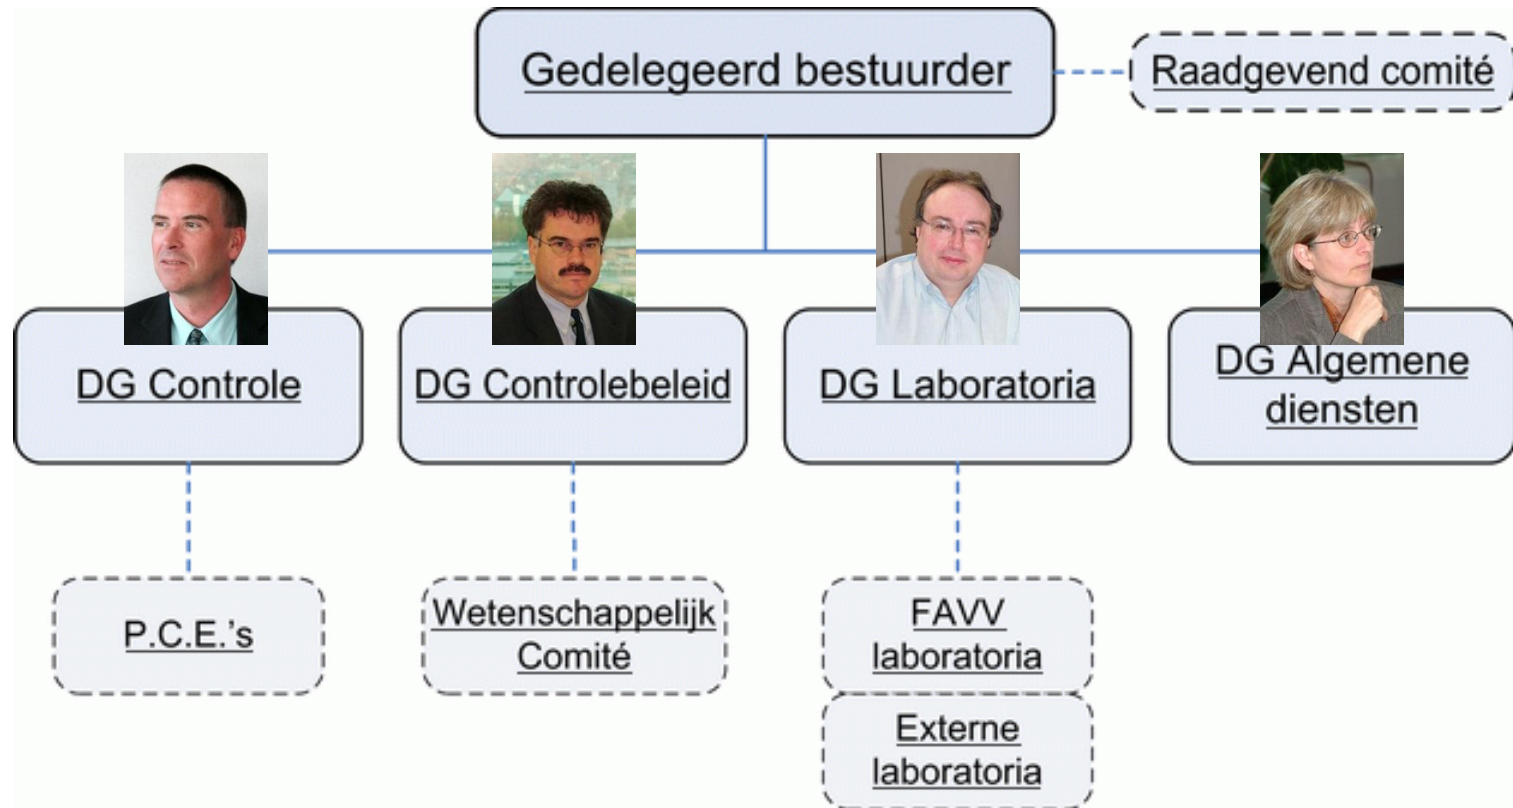 Gedelegeerd bestuurder
Raadgevend comité
DG Controle
DG Controlebeleid
DG Laboratoria
DG Algemene
diensten
P.C.E.'s
Wetenschappelijk
Comité
FAVV
laboratoria
Externe
laboratoria